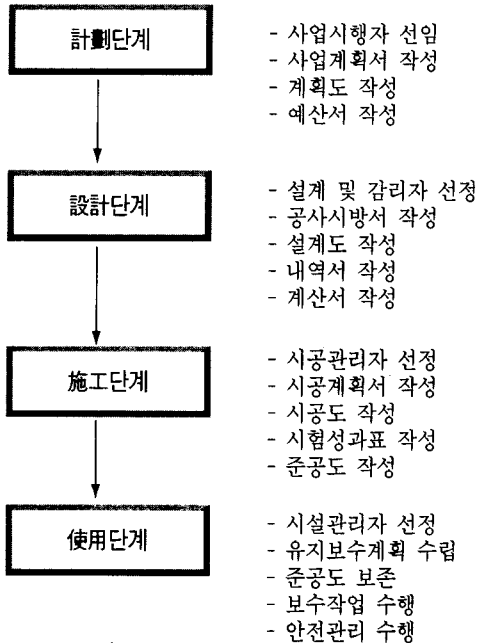 計劃단계
- 사업시행자 선임
- 사업계획서 작성
- 계획도 작성
- 예산서 작성
設計단계
- 설계 및 감리자 선정
- 공사시방서 작성
- 설계도 작성
- 내역서 작성
- 계산서 작성
施工단계
- 시공관리자 선정
- 시공계획서 작성
- 시공도 작성
- 시험성과표 작성
- 준공도 작성
使用단계
- 시설관리자 선정
- 유지보수계획 수립
- 준공도 보존
- 보수작업 수행
- 안전관리 수행